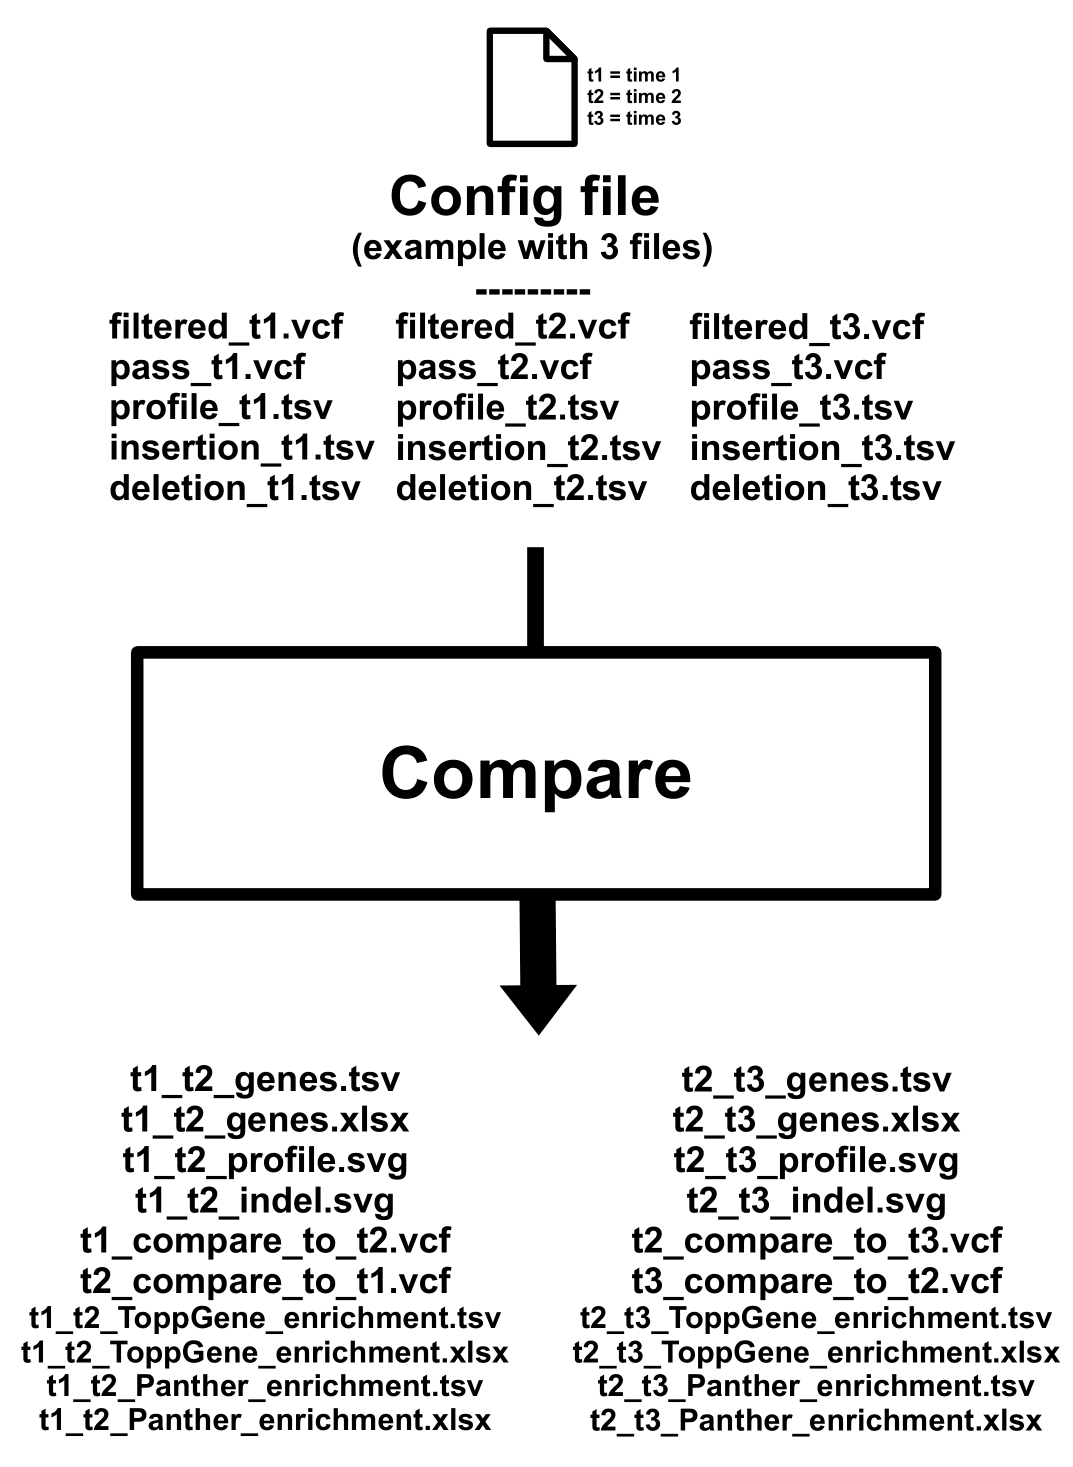 t1 = time 1
t2 = time 2
t3 = time 3
Config file
(example with 3 files)
---------
filtered_t1.vcf filtered_t2.vcf filtered_t3.vcf
pass_t1.vcf pass_t2.vcf pass_t3.vcf
profile_t1.tsv profile_t2.tsv profile_t3.tsv
insertion_t1.tsv insertion_t2.tsv insertion_t3.tsv
deletion_t1.tsv deletion_t2.tsv deletion_t3.tsv
Compare
t1_t2_genes.tsv
t1_t2_genes.xlsx
t1_t2_profile.svg
t1_t2_indel.svg
t1_compare_to_t2.vcf
t2_compare_to_t1.vcf
t1_t2_ToppGene_enrichment.tsv
t1_t2_ToppGene_enrichment.xlsx
t1_t2_Panther_enrichment.tsv
t1_t2_Panther_enrichment.xlsx
t2_t3_genes.tsv
t2_t3_genes.xlsx
t2_t3_profile.svg
t2_t3_indel.svg
t2_compare_to_t3.vcf
t3_compare_to_t2.vcf
t2_t3_ToppGene_enrichment.tsv
t2_t3_ToppGene_enrichment.xlsx
t2_t3_Panther_enrichment.tsv
t2_t3_Panther_enrichment.xlsx